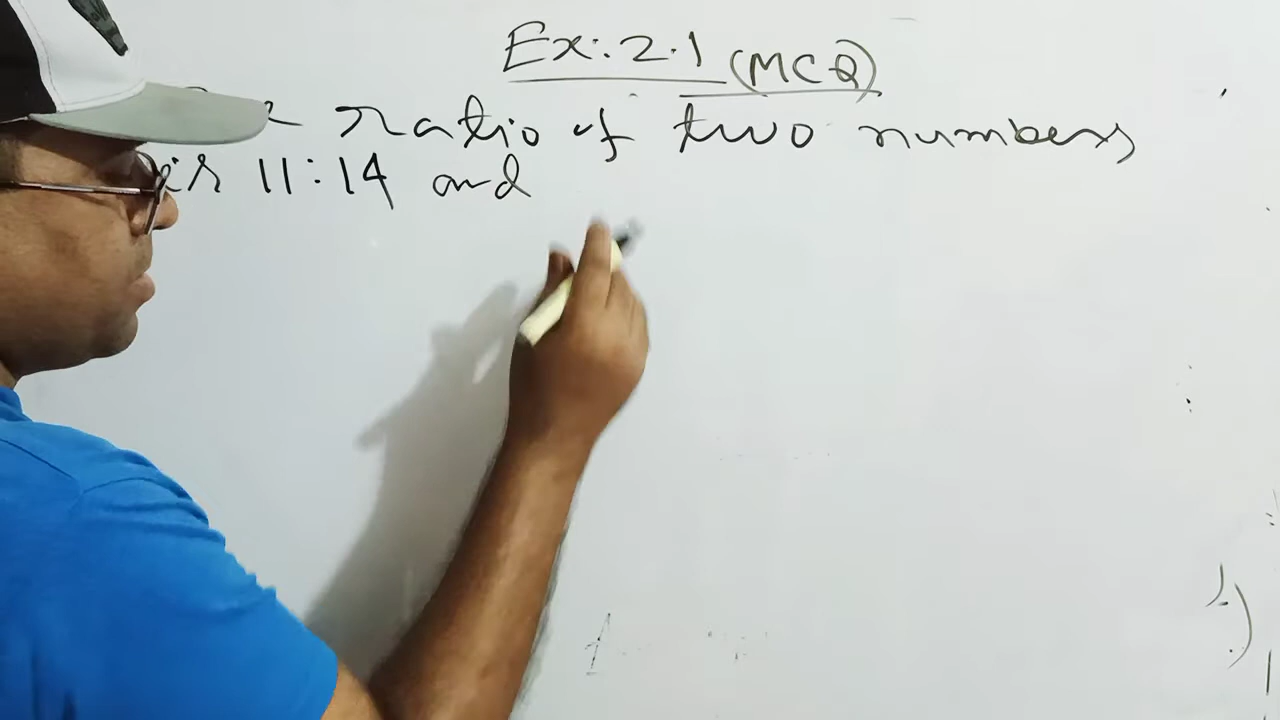 Ex:.2.1 (MCQ)
ratio of two numbers
is 11:14 and